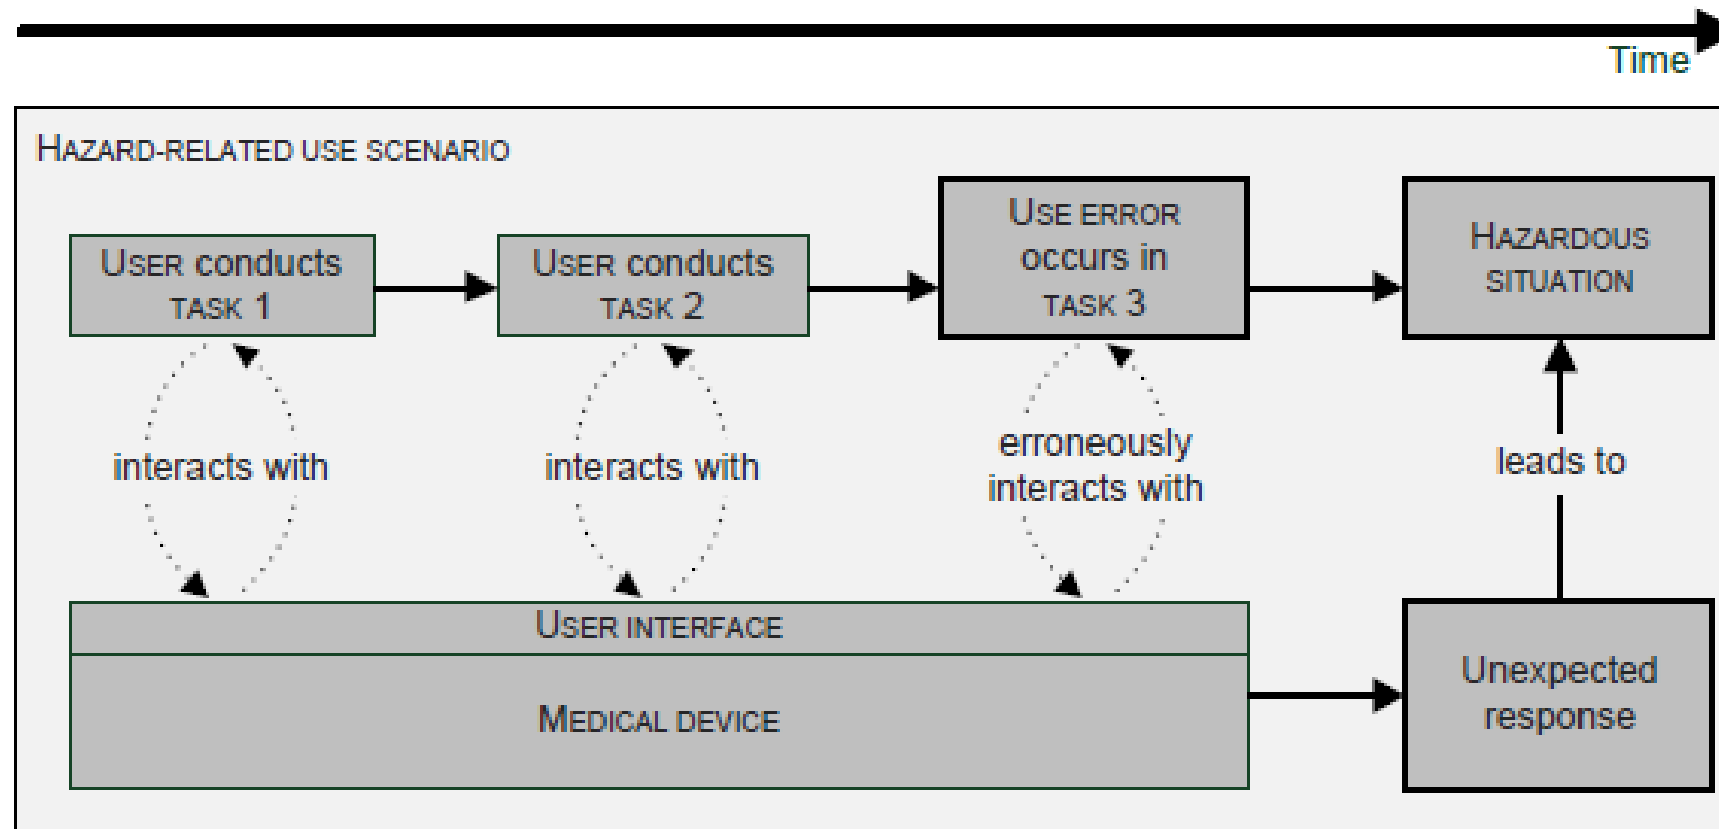 Time
HAZARD-RELATED USE SCENARIO
USER conducts
TASK 1
USER conducts
TASK 2
USE ERROR
occurs in
TASK 3
HAZARDOUS
SITUATION
interacts with
interacts with
erroneously
interacts with
leads to
USER INTERFACE
MEDICAL DEVICE
Unexpected
response